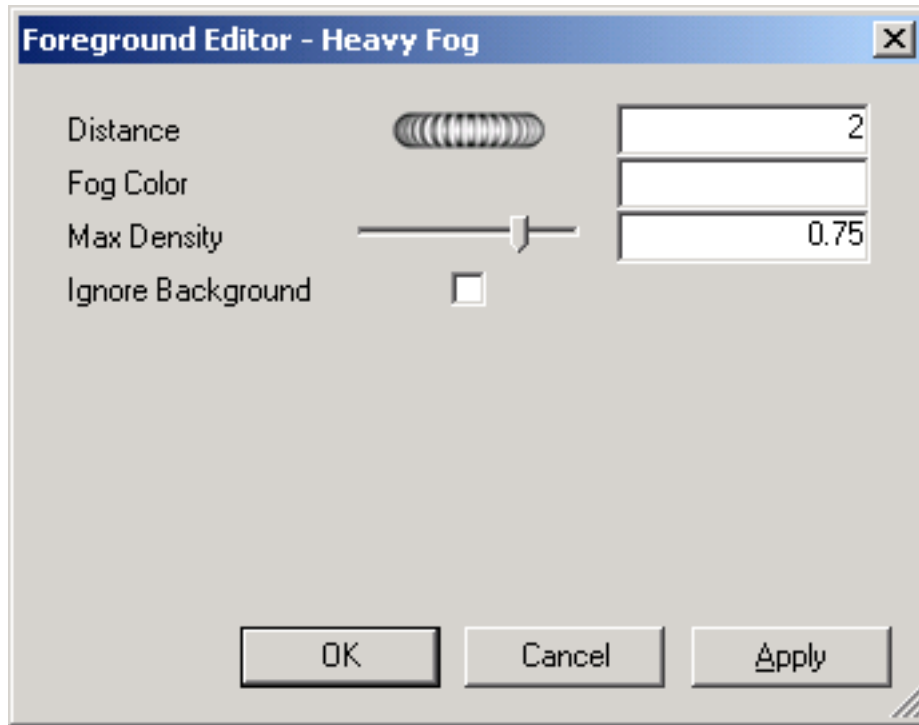 Foreground Editor - Heavy Fog
Distance 2
Fog Color
Max Density 0.75
Ignore Background
OK Cancel Apply